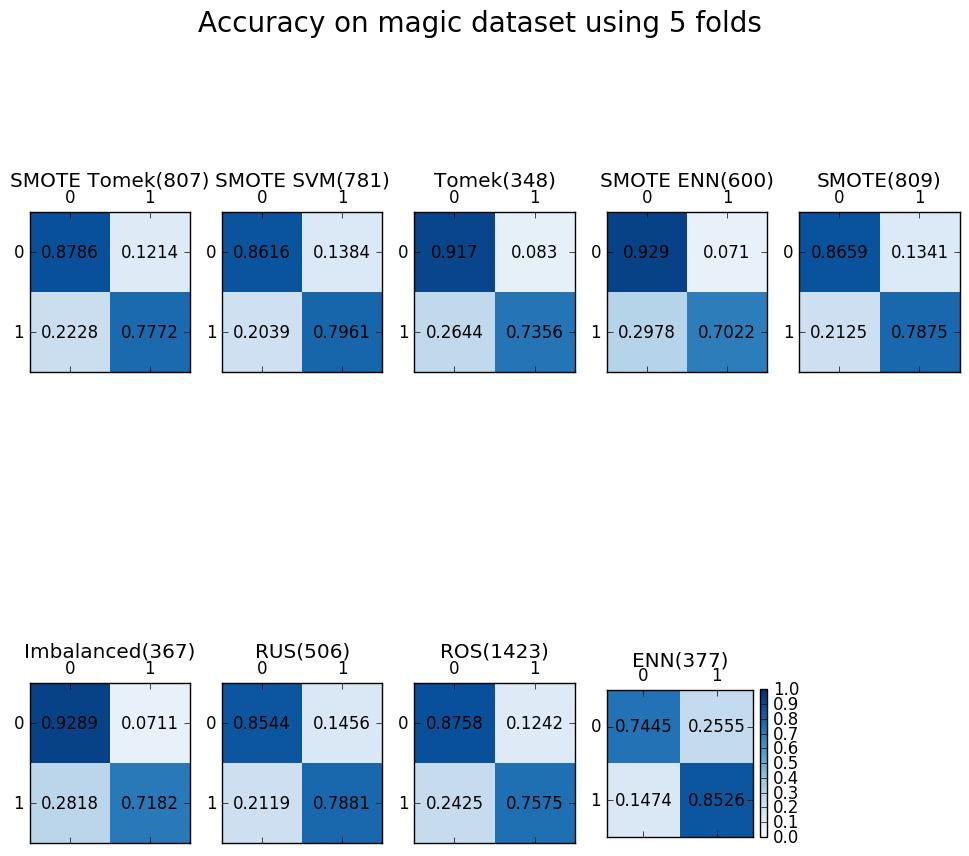 Accuracy on magic dataset using 5 folds
SMOTE Tomek(807) SMOTE SVM(781) Tomek(348) SMOTE ENN(600) SMOTE(809)
0 1 0 1 0 1 0 1 0 1
0 0.8786 0.1214 0 0.8616 0.1384 0 0.917 0.083 0 0.929 0.071 0 0.8659 0.1341
1 0.2228 0.7772 1 0.2039 0.7961 1 0.2644 0.7356 1 0.2978 0.7022 1 0.2125 0.7875
Imbalanced(367) RUS(506) ROS(1423) ENN(377)
0 1 0 1 0 1 0 1
0 0.9289 0.0711 0 0.8544 0.1456 0 0.8758 0.1242 0 0.7445 0.2555
1 0.2818 0.7182 1 0.2119 0.7881 1 0.2425 0.7575 1 0.1474 0.8526
1.0
0.9
0.8
0.7
0.6
0.5
0.4
0.3
0.2
0.1
0.0